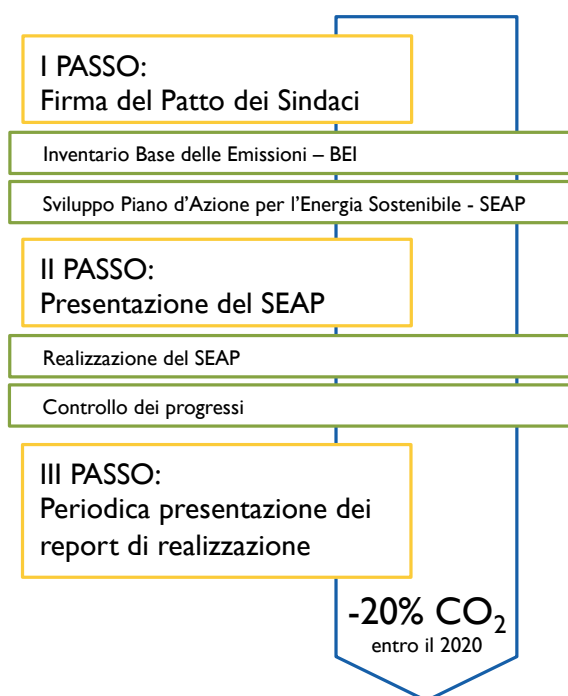 I PASSO:
Firma del Patto dei Sindaci
Inventario Base delle Emissioni – BEI
Sviluppo Piano d’Azione per l’Energia Sostenibile - SEAP
II PASSO:
Presentazione del SEAP
Realizzazione del SEAP
Controllo dei progressi
III PASSO:
Periodica presentazione dei
report di realizzazione
-20% CO₂
entro il 2020